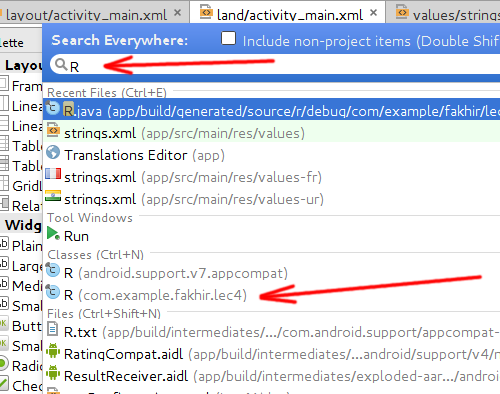 layout/activity_main.xml × land/activity_main.xml × values/strings
lette
Search Everywhere: Include non-project items (Double Shif
Layou
R
Fram
Recent Files (Ctrl+E)
Linea
R.java (app/build/generated/source/r/debug/com/example/fakhir/lec
Linea
strings.xml (app/src/main/res/values)
Table
Translations Editor (app)
Table
strings.xml (app/src/main/res/values-fr)
Gridl
strings.xml (app/src/main/res/values-ur)
Relat
Tool Windows
Widg
Run
Plain
Classes (Ctrl+N)
Large
R (android.support.v7.appcompat)
Medi
R (com.example.fakhir.lec4)
Smal
Files (Ctrl+Shift+N)
Butt
R.txt (app/build/intermediates/.../com.android.support/appcompat-
Smal
RatingCompat.aidl (app/build/intermediates/...android/support/v4/m
Radio
ResultReceiver.aidl (app/build/intermediates/exploded-aar.../android
Chec